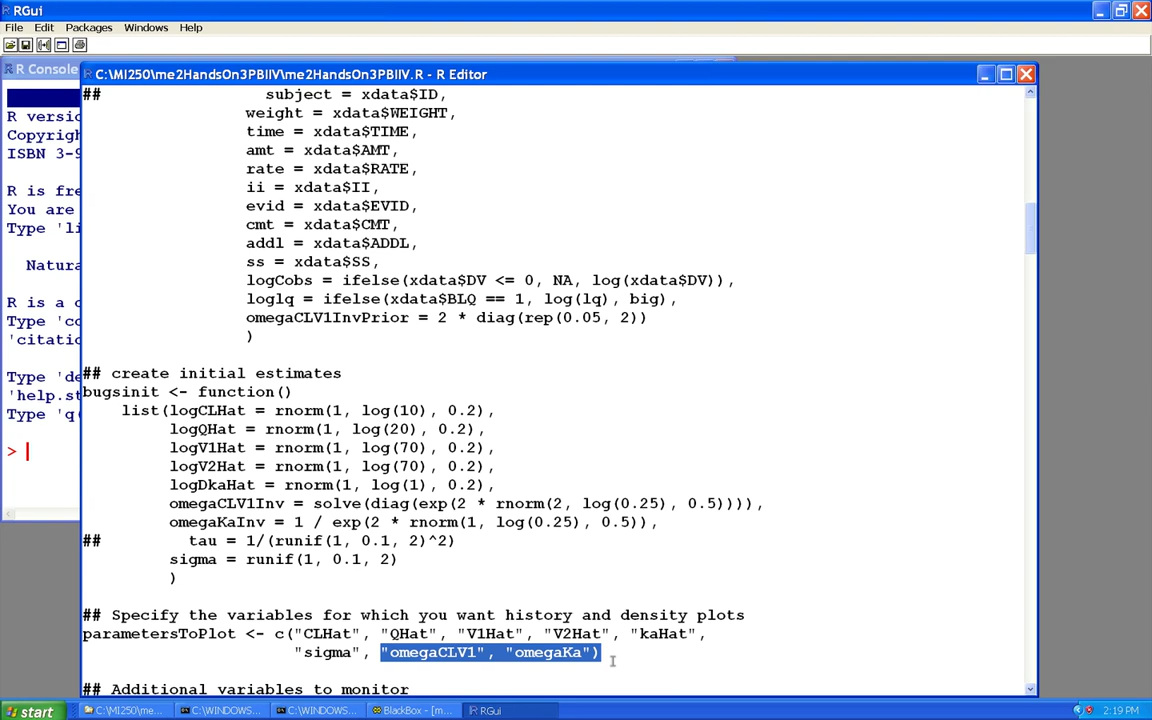 RGui
File Edit Packages Windows Help
R Console
C:\MI250\me2HandsOn3PBIIV\me2HandsOn3PBIIV.R - R Editor
R versio
Copyrigh
ISBN 3-9
R is fre
You are
Type 'li
Natura
R is a c
Type 'co
'citatio
Type 'de
'help.st
Type 'q(
>
## subject = xdata$ID,
weight = xdata$WEIGHT,
time = xdata$TIME,
amt = xdata$AMT,
rate = xdata$RATE,
ii = xdata$II,
evid = xdata$EVID,
cmt = xdata$CMT,
addl = xdata$ADDL,
ss = xdata$SS,
logCobs = ifelse(xdata$DV <= 0, NA, log(xdata$DV)),
loglq = ifelse(xdata$BLQ == 1, log(lq), big),
omegaCLV1InvPrior = 2 * diag(rep(0.05, 2))
)
## create initial estimates
bugsinit <- function()
list(logCLHat = rnorm(1, log(10), 0.2),
logQHat = rnorm(1, log(20), 0.2),
logV1Hat = rnorm(1, log(70), 0.2),
logV2Hat = rnorm(1, log(70), 0.2),
logDkaHat = rnorm(1, log(1), 0.2),
omegaCLV1Inv = solve(diag(exp(2 * rnorm(2, log(0.25), 0.5)))),
omegaKaInv = 1 / exp(2 * rnorm(1, log(0.25), 0.5)),
## tau = 1/(runif(1, 0.1, 2)^2)
sigma = runif(1, 0.1, 2)
)
## Specify the variables for which you want history and density plots
parametersToPlot <- c("CLHat", "QHat", "V1Hat", "V2Hat", "kaHat",
"sigma", "omegaCLV1", "omegaKa")
## Additional variables to monitor
start C:\MI250\me... C:\WINDOWS... C:\WINDOWS... BlackBox - [m... RGui 2:19 PM